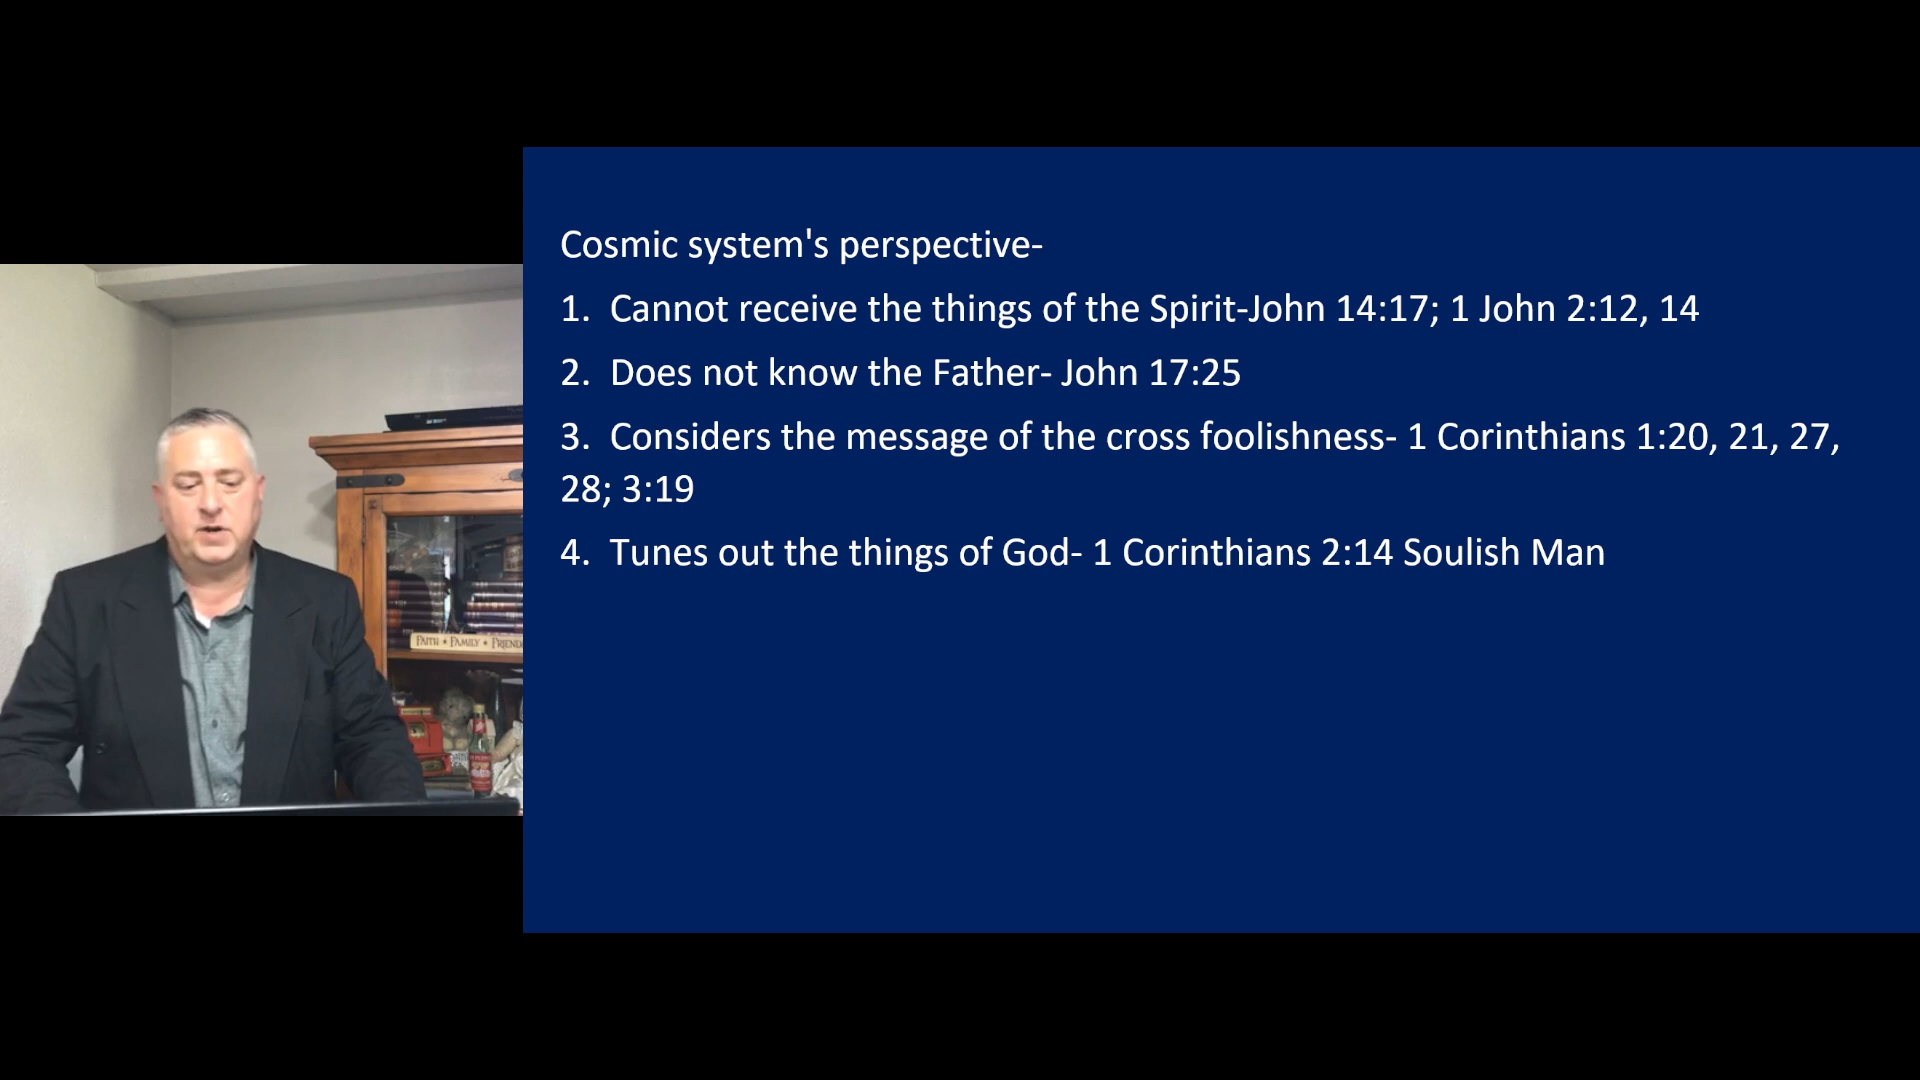 Cosmic system's perspective-
1. Cannot receive the things of the Spirit-John 14:17; 1 John 2:12, 14
2. Does not know the Father- John 17:25
3. Considers the message of the cross foolishness- 1 Corinthians 1:20, 21, 27,
28; 3:19
4. Tunes out the things of God- 1 Corinthians 2:14 Soulish Man
FAITH • FAMILY • FRIEND